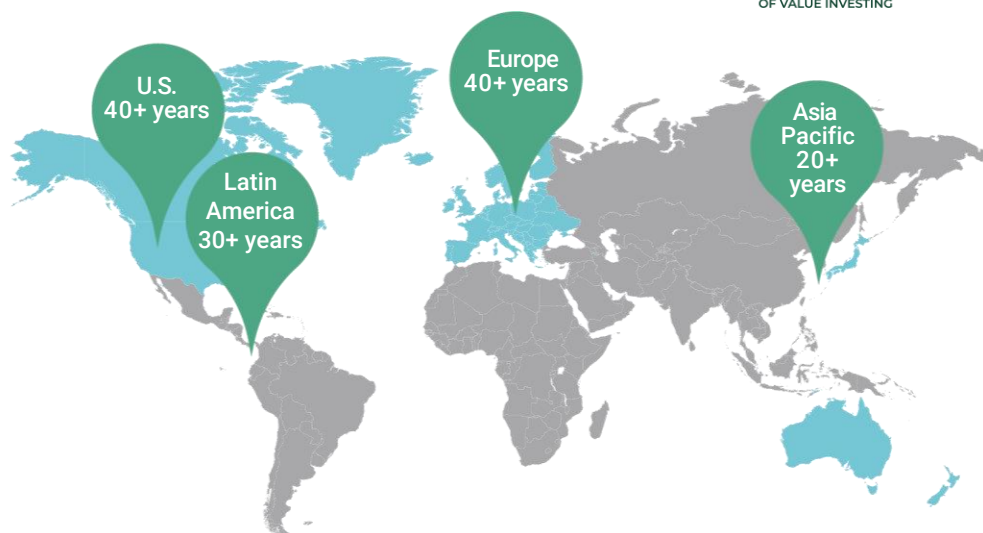 OF VALUE INVESTING
U.S.
40+ years
Europe
40+ years
Asia
Pacific
20+
years
Latin
America
30+ years